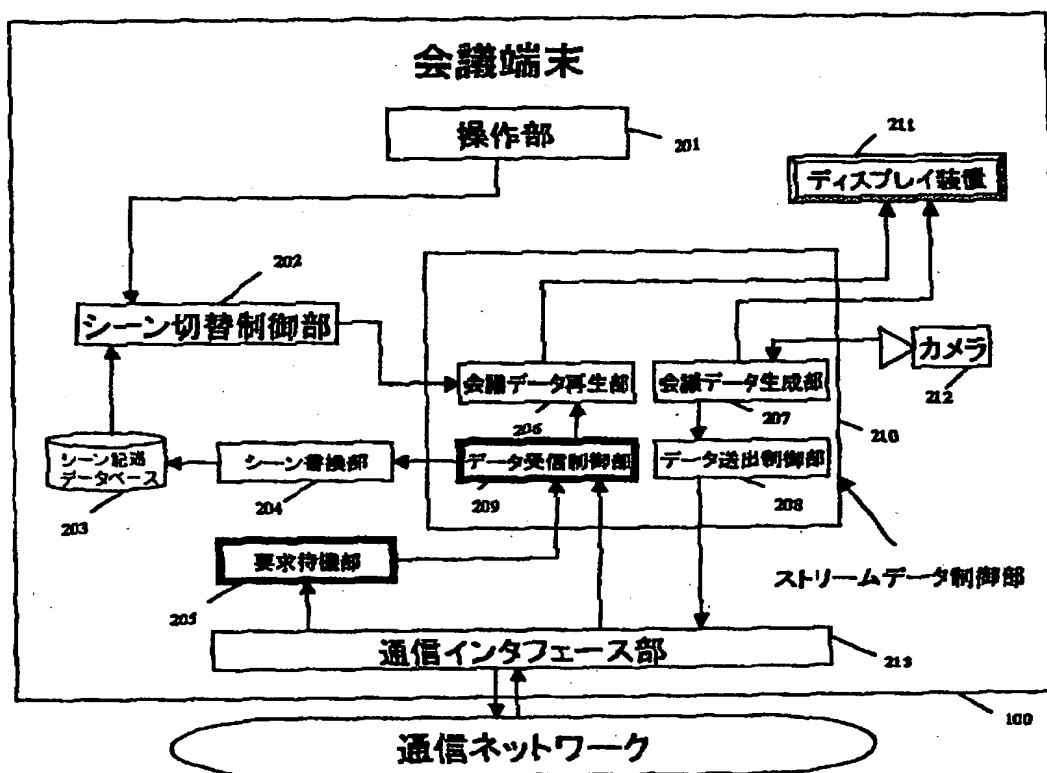 会議端末
操作部
201
211
ディスプレイ装置
202
シーン切替制御部
会議データ再生部
206
会議データ生成部
207
カメラ
212
210
シーン記述
データベース
203
シーン書換部
204
データ受信制御部
209
データ送出制御部
208
要求待機部
205
ストリームデータ制御部
通信インタフェース部
213
100
通信ネットワーク